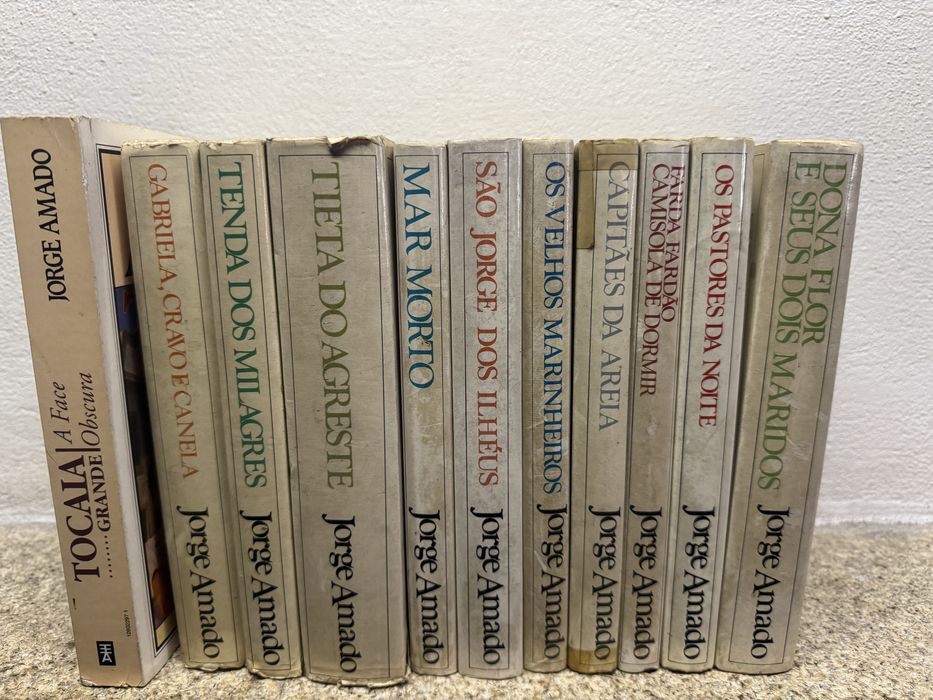 JORGE AMADO
TOCAIA
GRANDE
A Face
Obscura
GABRIELA, CRAVO E CANELA
Jorge Amado
TENDA DOS MILAGRES
Jorge Amado
TIETA DO AGRESTE
Jorge Amado
MAR MORTO
Jorge Amado
SÃO JORGE DOS ILHÉUS
Jorge Amado
OS VELHOS MARINHEIROS
Jorge Amado
CAPITÃES DA AREIA
Jorge Amado
FARDA FARDÃO
CAMISOLA DE DORMIR
Jorge Amado
OS PASTORES DA NOITE
Jorge Amado
DONA FLOR
E SEUS DOIS MARIDOS
Jorge Amado